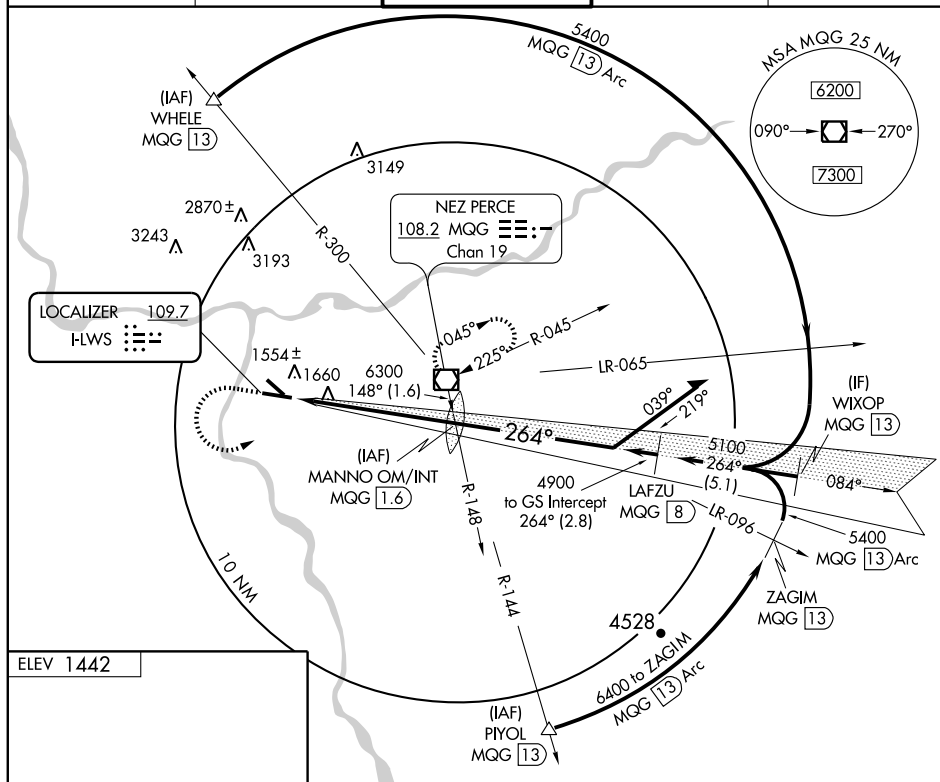 5400
MQG 13 Arc
MSA MQG 25 NM
6200
090°
270°
7300
(IAF)
WHELE
MQG 13
3149
2870±
3243
3193
R-300
NEZ PERCE
108.2 MQG
Chan 19
LOCALIZER 109.7
I-LWS
045°
R-045
225°
LR-065
1554±
1660
6300
148° (1.6)
039°
219°
(IF)
WIXOP
MQG 13
264°
5100
264°
(5.1)
084°
(IAF)
MANNO OM/INT
MQG 1.6
4900
to GS Intercept
264° (2.8)
LAFZU
MQG 8
LR-096
5400
MQG 13 Arc
R-148
R-144
ZAGIM
MQG 13
10 NM
4528
6400 to ZAGIM
MQG 13 Arc
ELEV 1442
(IAF)
PIYOL
MQG 13